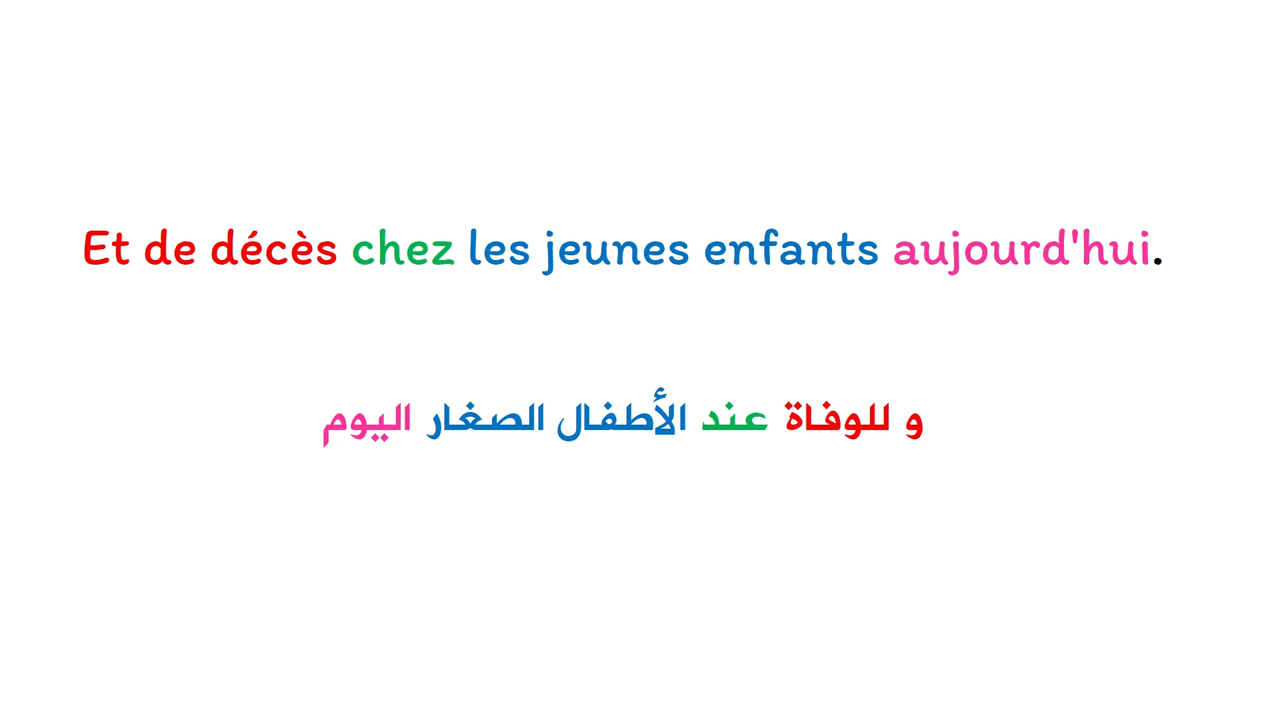 Et de décès chez les jeunes enfants aujourd'hui.
و للوفاة عند الأطفال الصغار اليوم